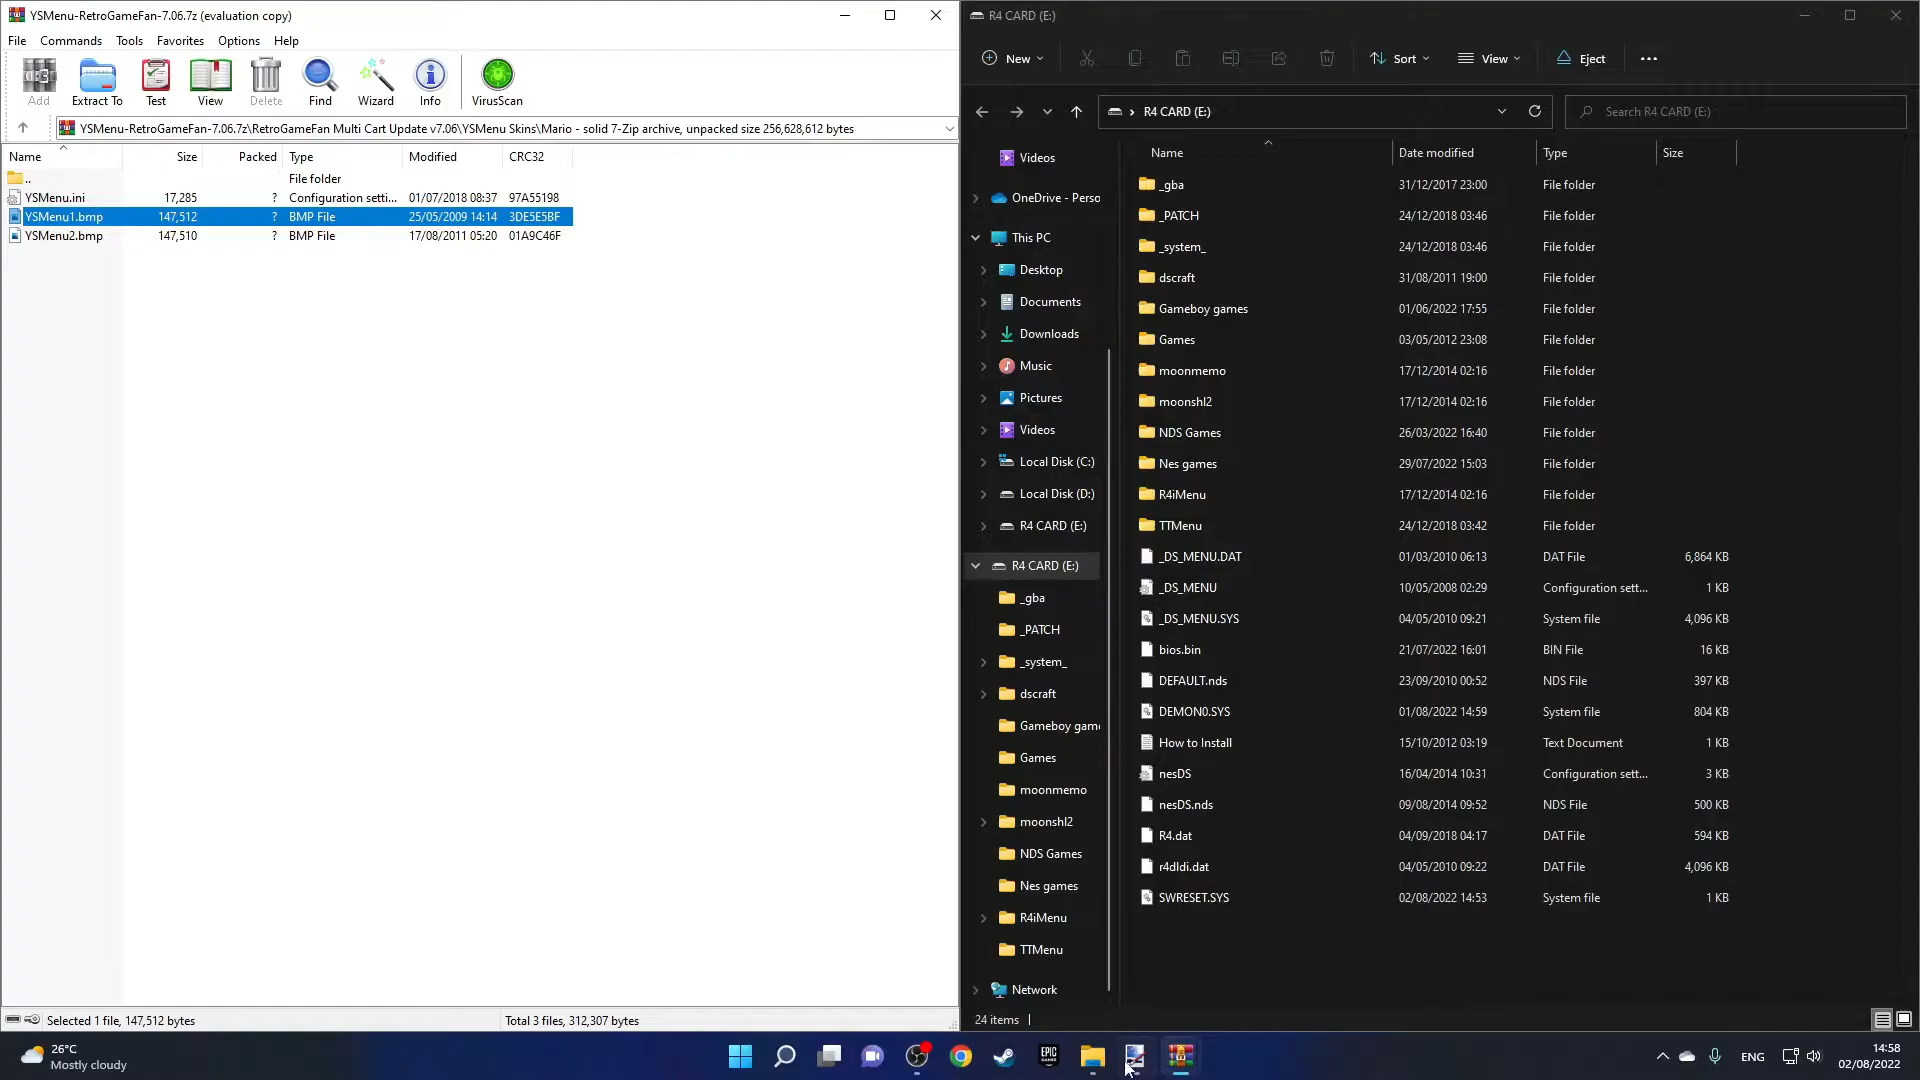 YSMenu-RetroGameFan-7.06.7z (evaluation copy)
File Commands Tools Favorites Options Help
Add Extract To Test View Delete Find Wizard Info VirusScan
YSMenu-RetroGameFan-7.06.7z\RetroGameFan Multi Cart Update v7.06\YSMenu Skins\Mario - solid 7-Zip archive, unpacked size 256,628,612 bytes
Name Size Packed Type Modified CRC32
.. File folder
YSMenu.ini 17,285 ? Configuration setti... 01/07/2018 08:37 97A55198
YSMenu1.bmp 147,512 ? BMP File 25/05/2009 14:14 3DE5E5BF
YSMenu2.bmp 147,510 ? BMP File 17/08/2011 05:20 01A9C46F
Selected 1 file, 147,512 bytes
Total 3 files, 312,307 bytes
R4 CARD (E:)
New Sort View Eject
R4 CARD (E:)
Search R4 CARD (E:)
Videos
OneDrive - Perso
This PC
Desktop
Documents
Downloads
Music
Pictures
Videos
Local Disk (C:)
Local Disk (D:)
R4 CARD (E:)
R4 CARD (E:)
_gba
_PATCH
_system_
dscraft
Gameboy game
Games
moonmemo
moonshl2
NDS Games
Nes games
R4iMenu
TTMenu
Network
Name Date modified Type Size
_gba 31/12/2017 23:00 File folder
_PATCH 24/12/2018 03:46 File folder
_system_ 24/12/2018 03:46 File folder
dscraft 31/08/2011 19:00 File folder
Gameboy games 01/06/2022 17:55 File folder
Games 03/05/2012 23:08 File folder
moonmemo 17/12/2014 02:16 File folder
moonshl2 17/12/2014 02:16 File folder
NDS Games 26/03/2022 16:40 File folder
Nes games 29/07/2022 15:03 File folder
R4iMenu 17/12/2014 02:16 File folder
TTMenu 24/12/2018 03:42 File folder
_DS_MENU.DAT 01/03/2010 06:13 DAT File 6,864 KB
_DS_MENU 10/05/2008 02:29 Configuration sett... 1 KB
_DS_MENU.SYS 04/05/2010 09:21 System file 4,096 KB
bios.bin 21/07/2022 16:01 BIN File 16 KB
DEFAULT.nds 23/09/2010 00:52 NDS File 397 KB
DEMON0.SYS 01/08/2022 14:59 System file 804 KB
How to Install 15/10/2012 03:19 Text Document 1 KB
nesDS 16/04/2014 10:31 Configuration sett... 3 KB
nesDS.nds 09/08/2014 09:52 NDS File 500 KB
R4.dat 04/09/2018 04:17 DAT File 594 KB
r4dldi.dat 04/05/2010 09:22 DAT File 4,096 KB
SWRESET.SYS 02/08/2022 14:53 System file 1 KB
24 items
26°C
Mostly cloudy
EPIC
GAMES
ENG
14:58
02/08/2022